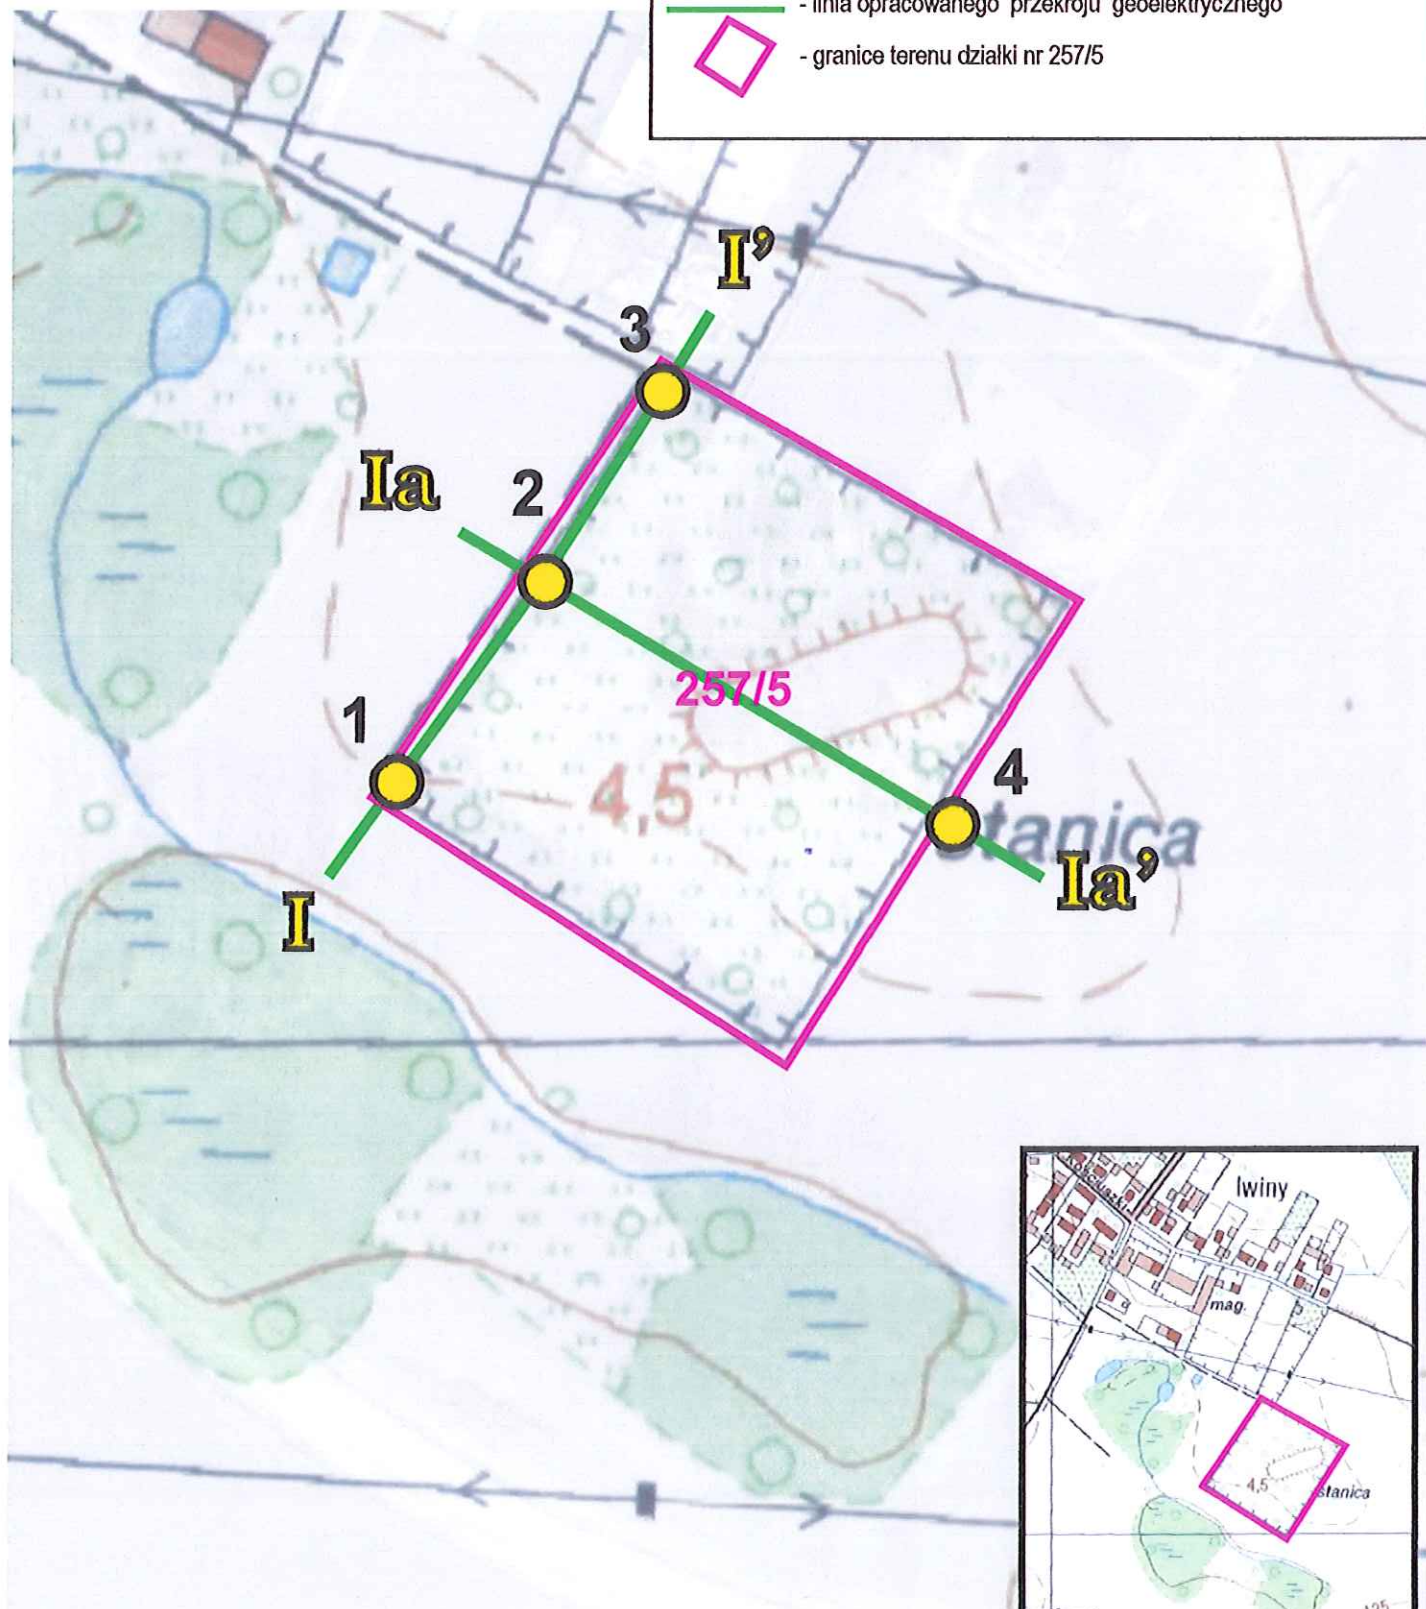 - linia opracowanego przekroju geoelektrycznego
- granice terenu działki nr 257/5
I’
3
Ia
2
257/5
1
4,5
4
stanica
Ia’
I
Iwiny
mag.
4,5
stanica